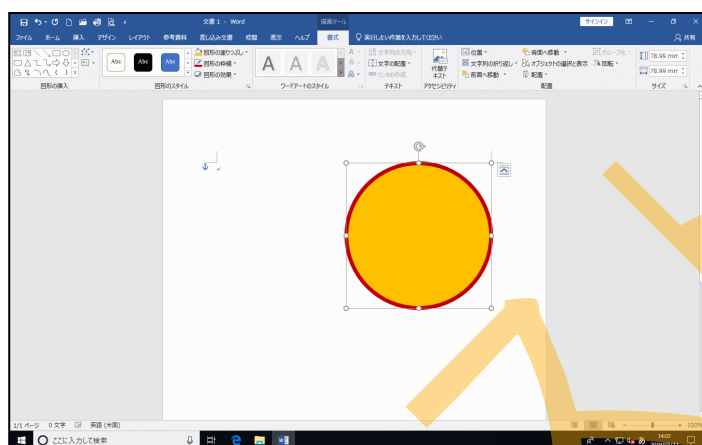 文書 1 - Word
描画ツール
サインイン
ファイル ホーム 挿入 デザイン レイアウト 参考資料 差し込み文書 校閲 表示 ヘルプ 書式 実行したい作業を入力してください 共有
Abc Abc Abc
図形の塗りつぶし
図形の枠線
図形の効果
A A A
文字列の方向
文字の配置
リンクの作成
代替テキスト
位置
文字列の折り返し
前面へ移動
背面へ移動
オブジェクトの選択と表示
配置
グループ化
回転
78.99 mm
78.99 mm
図形の挿入 図形のスタイル ワードアートのスタイル テキスト アクセシビリティ 配置 サイズ
1/1 ページ 0 文字 英語 (米国) 100%
ここに入力して検索
14:02